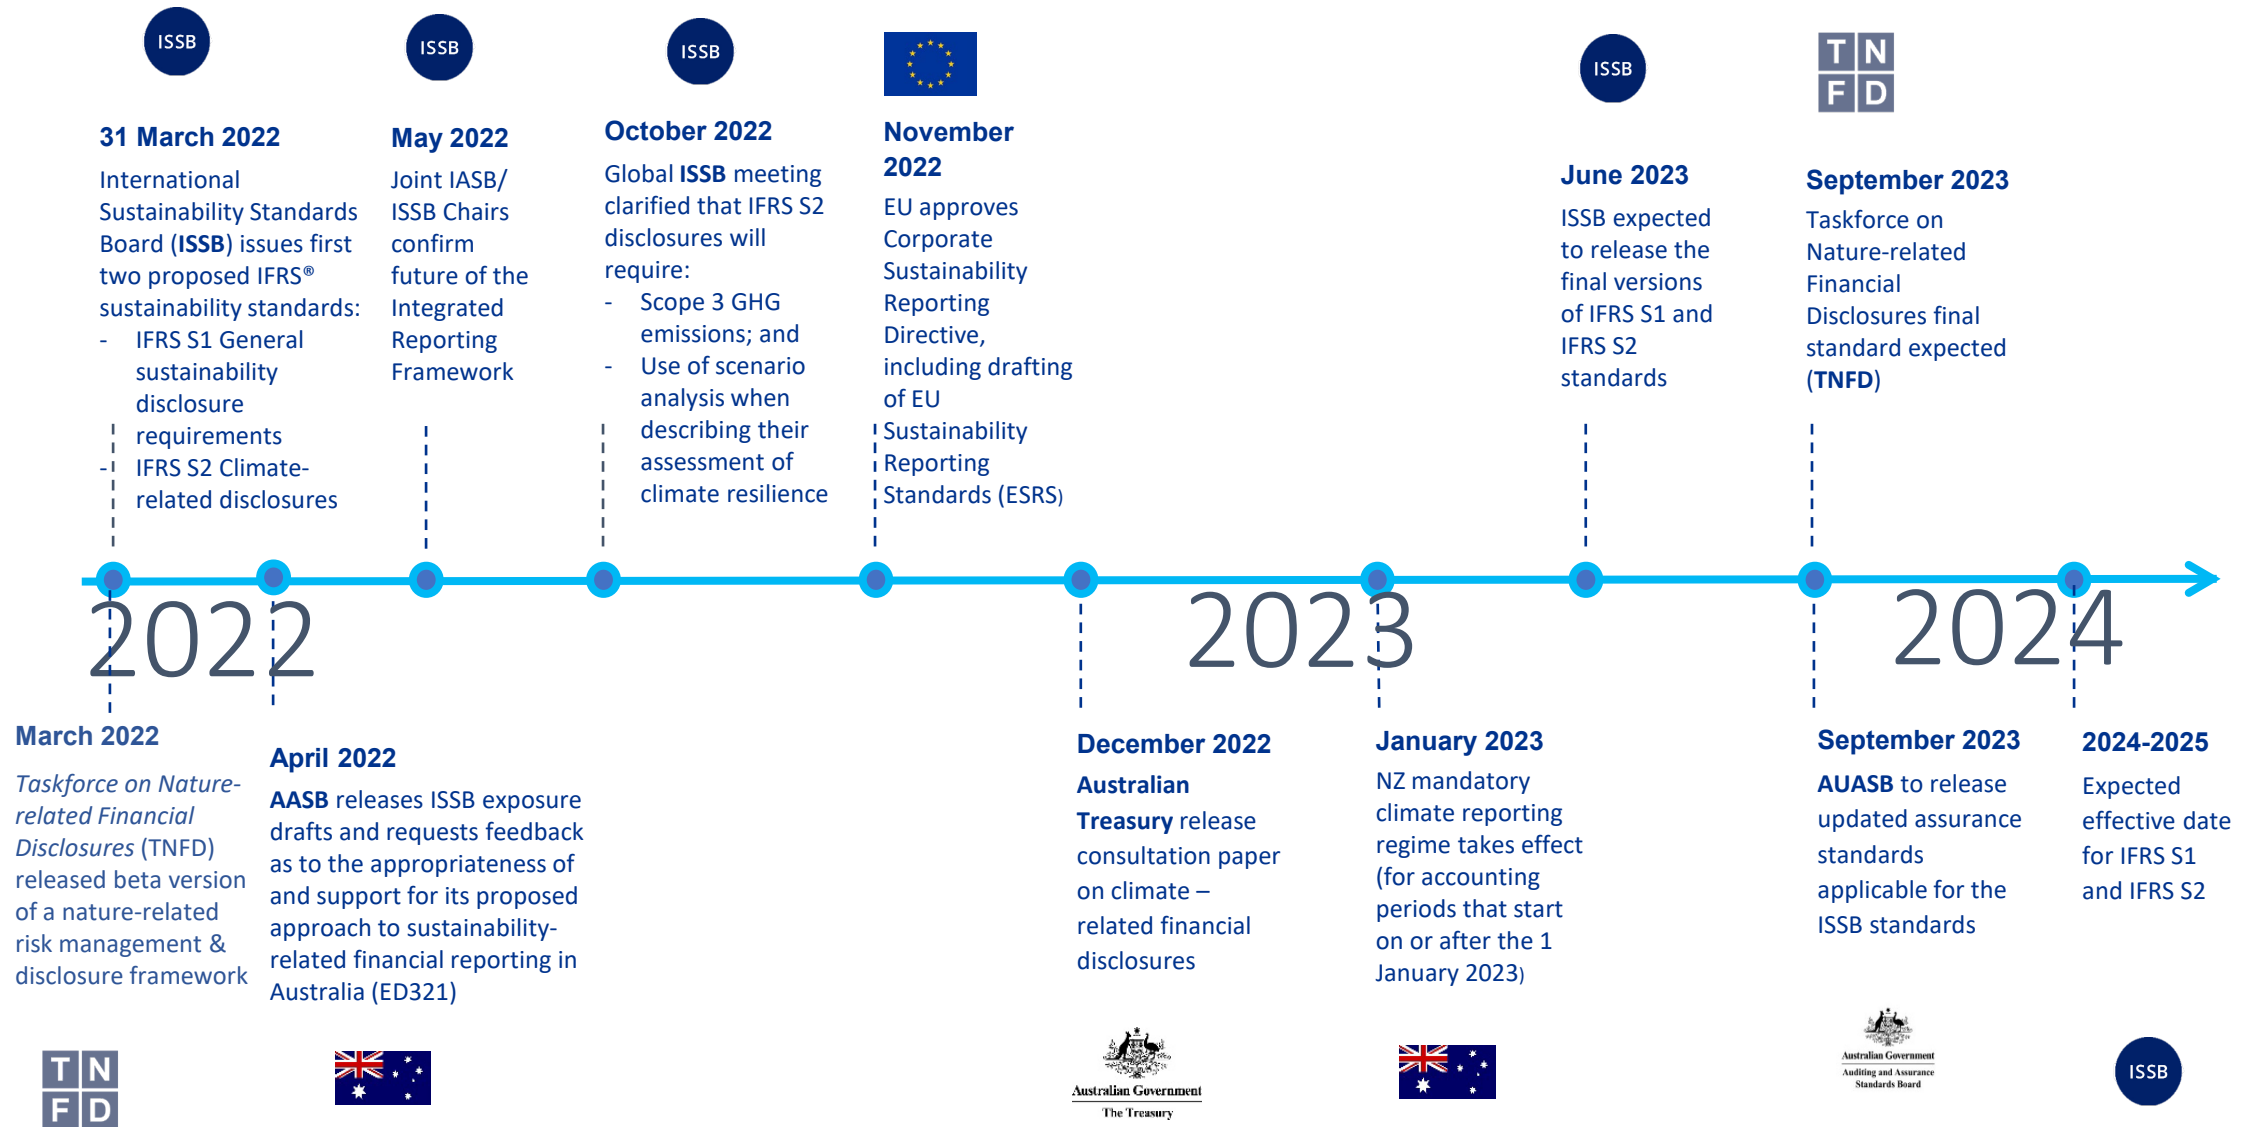 ISSB
31 March 2022
International
Sustainability Standards
Board (ISSB) issues first
two proposed IFRS®
sustainability standards:
- IFRS S1 General
sustainability
disclosure
requirements
- IFRS S2 Climate-
related disclosures
ISSB
May 2022
Joint IASB/
ISSB Chairs
confirm
future of the
Integrated
Reporting
Framework
ISSB
October 2022
Global ISSB meeting
clarified that IFRS S2
disclosures will
require:
- Scope 3 GHG
emissions; and
- Use of scenario
analysis when
describing their
assessment of
climate resilience
November
2022
EU approves
Corporate
Sustainability
Reporting
Directive,
including drafting
of EU
Sustainability
Reporting
Standards (ESRS)
ISSB
June 2023
ISSB expected
to release the
final versions
of IFRS S1 and
IFRS S2
standards
TN
FD
September 2023
Taskforce on
Nature-related
Financial
Disclosures final
standard expected
(TNFD)
2022
2023
2024
March 2022
Taskforce on Nature-
related Financial
Disclosures (TNFD)
released beta version
of a nature-related
risk management &
disclosure framework
TN
FD
April 2022
AASB releases ISSB exposure
drafts and requests feedback
as to the appropriateness of
and support for its proposed
approach to sustainability-
related financial reporting in
Australia (ED321)
December 2022
Australian
Treasury release
consultation paper
on climate –
related financial
disclosures
Australian Government
The Treasury
January 2023
NZ mandatory
climate reporting
regime takes effect
(for accounting
periods that start
on or after the 1
January 2023)
September 2023
AUASB to release
updated assurance
standards
applicable for the
ISSB standards
Australian Government
Auditing and Assurance
Standards Board
2024-2025
Expected
effective date
for IFRS S1
and IFRS S2
ISSB